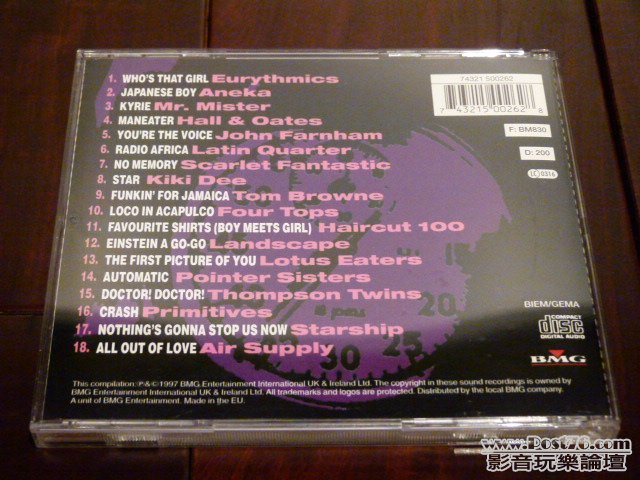 1. WHO'S THAT GIRL Eurythmics
2. JAPANESE BOY Aneka
3. KYRIE Mr. Mister
4. MANEATER Hall & Oates
5. YOU'RE THE VOICE John Farnham
6. RADIO AFRICA Latin Quarter
7. NO MEMORY Scarlet Fantastic
8. STAR Kiki Dee
9. FUNKIN' FOR JAMAICA Tom Browne
10. LOCO IN ACAPULCO Four Tops
11. FAVOURITE SHIRTS (BOY MEETS GIRL) Haircut 100
12. EINSTEIN A GO-GO Landscape
13. THE FIRST PICTURE OF YOU Lotus Eaters
14. AUTOMATIC Pointer Sisters
15. DOCTOR! DOCTOR! Thompson Twins
16. CRASH Primitives
17. NOTHING'S GONNA STOP US NOW Starship
18. ALL OUT OF LOVE Air Supply
74321 500262
7 43215 00262 8
F: BM830
D: 200
LC 0316
15
20
25
30
BIEM/GEMA
COMPACT
disc
DIGITAL AUDIO
BMG
This compilation ℗&©1997 BMG Entertainment International UK & Ireland Ltd. The copyright in these sound recordings is owned by
BMG Entertainment International UK & Ireland Ltd. All trademarks and logos are protected. Distributed by the local BMG company.
A unit of BMG Entertainment. Made in the EU.
www.Post76.com
影音玩樂論壇